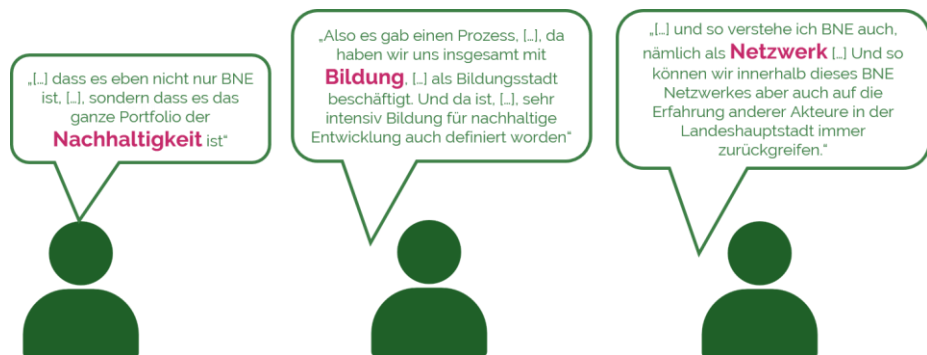 „[…] dass es eben nicht nur BNE
ist, […], sondern dass es das
ganze Portfolio der
Nachhaltigkeit ist“
„Also es gab einen Prozess, […], da
haben wir uns insgesamt mit
Bildung, […] als Bildungsstadt
beschäftigt. Und da ist, […], sehr
intensiv Bildung für nachhaltige
Entwicklung auch definiert worden“
„[…] und so verstehe ich BNE auch,
nämlich als Netzwerk […] Und so
können wir innerhalb dieses BNE
Netzwerkes aber auch auf die
Erfahrung anderer Akteure in der
Landeshauptstadt immer
zurückgreifen.“